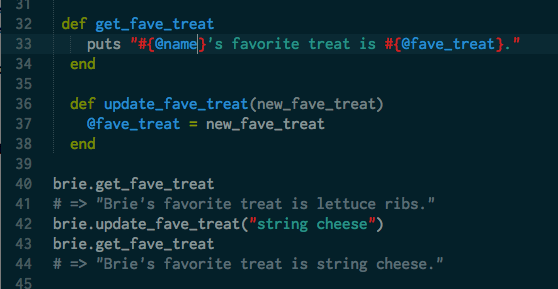 31
32 def get_fave_treat
33 puts "#{@name}'s favorite treat is #{@fave_treat}."
34 end
35
36 def update_fave_treat(new_fave_treat)
37 @fave_treat = new_fave_treat
38 end
39
40 brie.get_fave_treat
41 # => "Brie's favorite treat is lettuce ribs."
42 brie.update_fave_treat("string cheese")
43 brie.get_fave_treat
44 # => "Brie's favorite treat is string cheese."
45